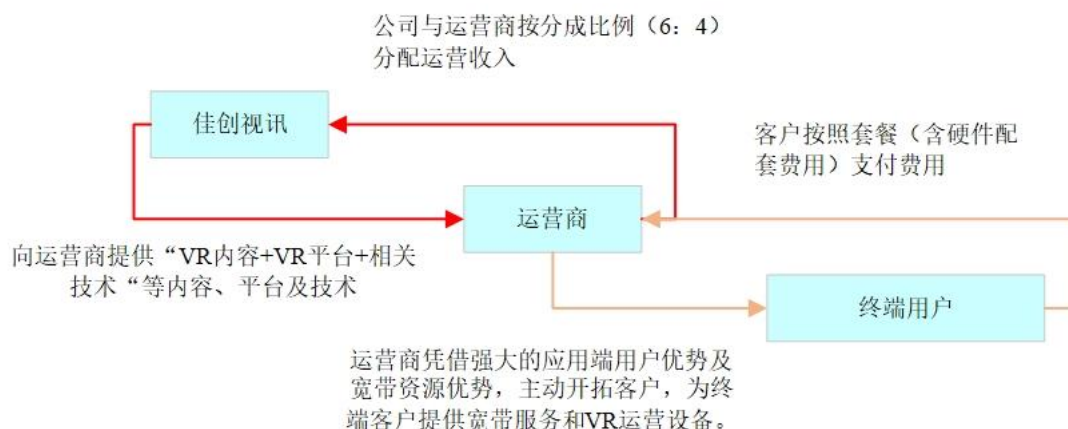 公司与运营商按分成比例（6：4）
分配运营收入
佳创视讯
客户按照套餐（含硬件配
套费用）支付费用
运营商
向运营商提供“VR内容+VR平台+相关
技术“等内容、平台及技术
终端用户
运营商凭借强大的应用端用户优势及
宽带资源优势，主动开拓客户，为终
端客户提供宽带服务和VR运营设备。